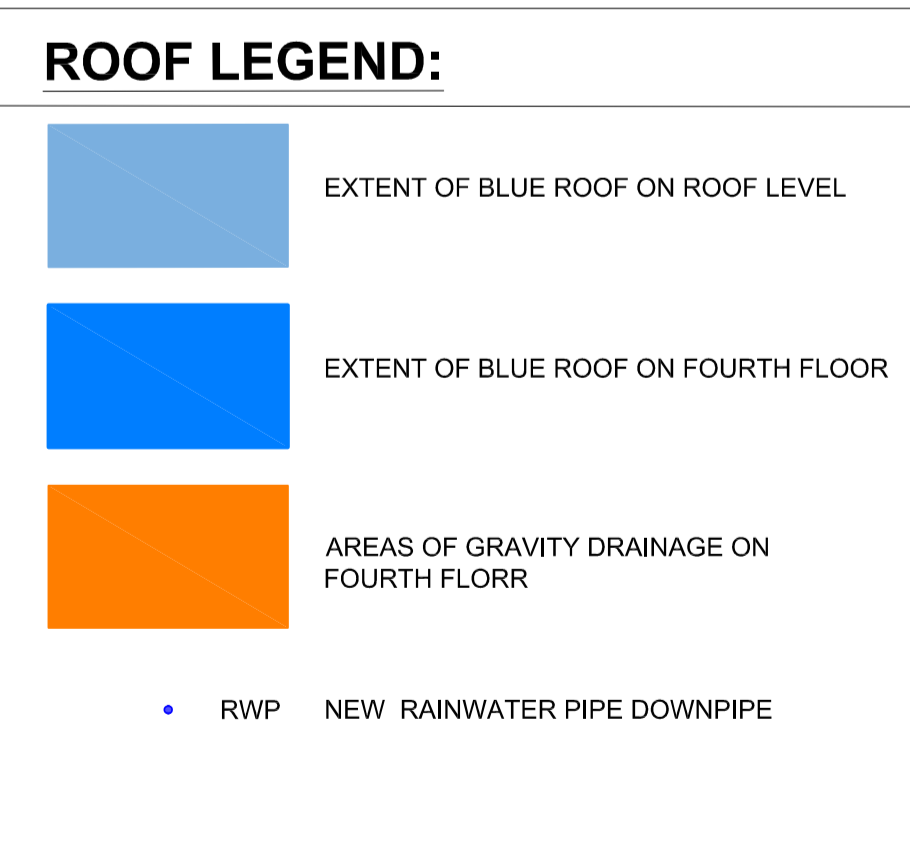 ROOF LEGEND:
EXTENT OF BLUE ROOF ON ROOF LEVEL
EXTENT OF BLUE ROOF ON FOURTH FLOOR
AREAS OF GRAVITY DRAINAGE ON
FOURTH FLORR
RWP NEW RAINWATER PIPE DOWNPIPE